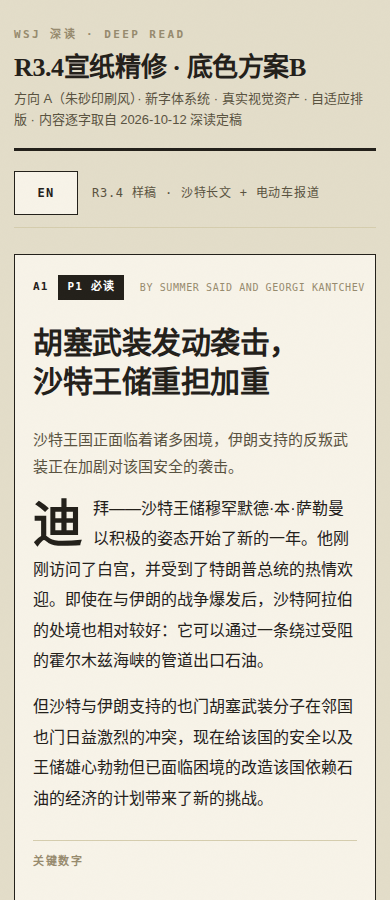 WSJ 深读 · DEEP READ
R3.4宣纸精修 · 底色方案B
方向 A（朱砂印刷风）· 新字体系统 · 真实视觉资产 · 自适应排
版 · 内容逐字取自 2026-10-12 深读定稿
EN R3.4 样稿 · 沙特长文 + 电动车报道
A1 P1 必读 BY SUMMER SAID AND GEORGI KANTCHEV
胡塞武装发动袭击，
沙特王储重担加重
沙特王国正面临着诸多困境，伊朗支持的反叛武
装正在加剧对该国安全的袭击。
迪拜——沙特王储穆罕默德·本·萨勒曼
以积极的姿态开始了新的一年。他刚
刚访问了白宫，并受到了特朗普总统的热情欢
迎。即使在与伊朗的战争爆发后，沙特阿拉伯
的处境也相对较好：它可以通过一条绕过受阻
的霍尔木兹海峡的管道出口石油。
但沙特与伊朗支持的也门胡塞武装分子在邻国
也门日益激烈的冲突，现在给该国的安全以及
王储雄心勃勃但已面临困境的改造该国依赖石
油的经济的计划带来了新的挑战。
关键数字